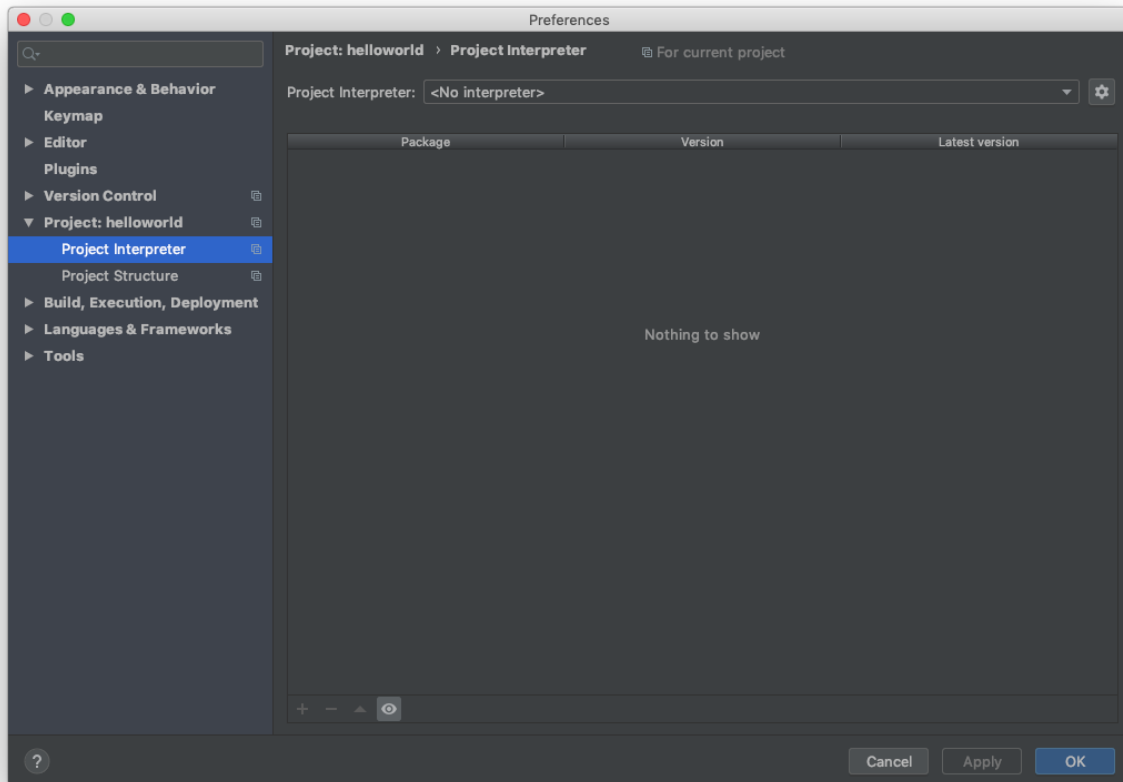 Preferences
Appearance & Behavior
Keymap
Editor
Plugins
Version Control
Project: helloworld
Project Interpreter
Project Structure
Build, Execution, Deployment
Languages & Frameworks
Tools
Project: helloworld › Project Interpreter For current project
Project Interpreter: <No interpreter>
Package Version Latest version
Nothing to show
?
Cancel Apply OK